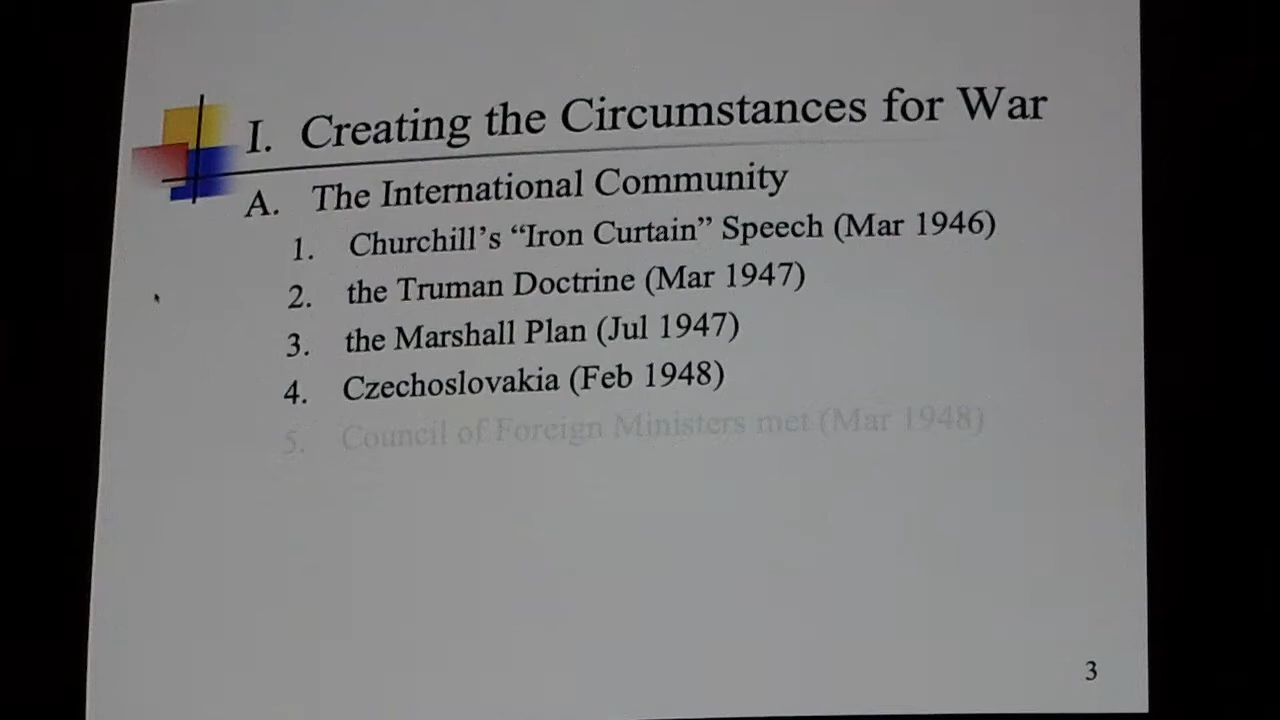 I. Creating the Circumstances for War
A. The International Community
1. Churchill's “Iron Curtain” Speech (Mar 1946)
2. the Truman Doctrine (Mar 1947)
3. the Marshall Plan (Jul 1947)
4. Czechoslovakia (Feb 1948)
5. Council of Foreign Ministers met (Mar 1948)
3